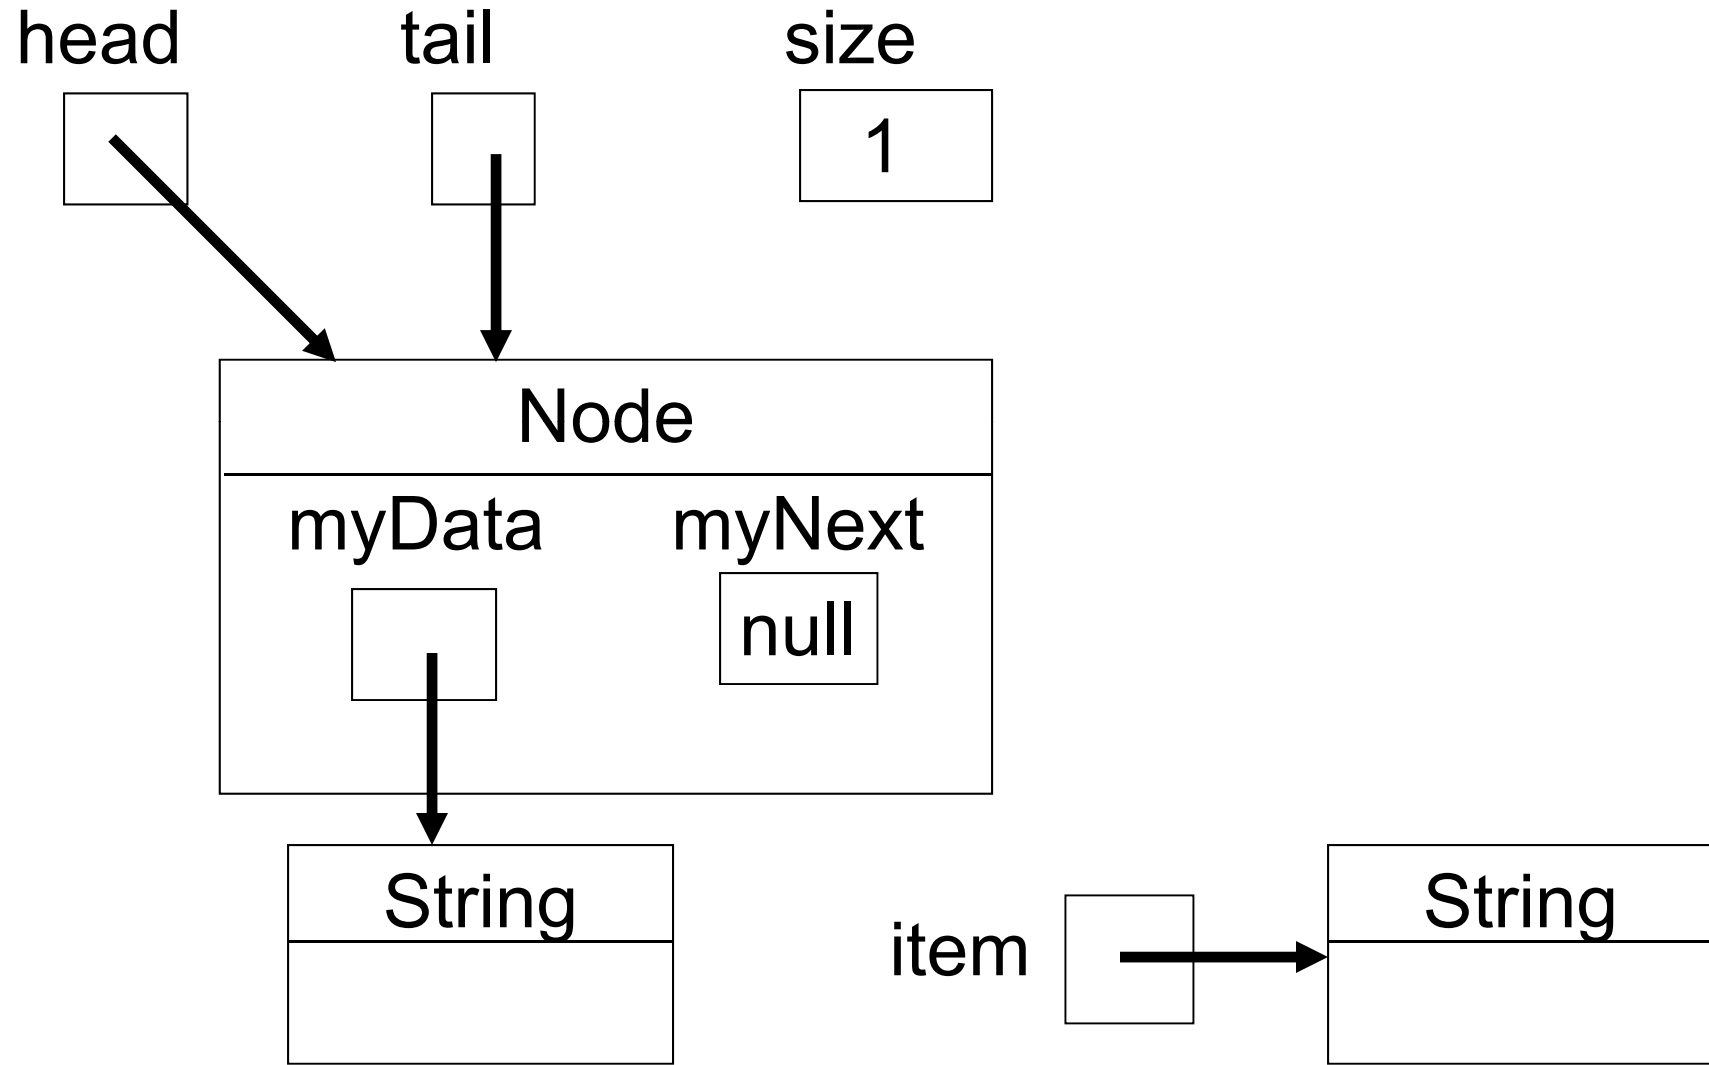 head tail size
1
Node
myData myNext
null
String
item
String